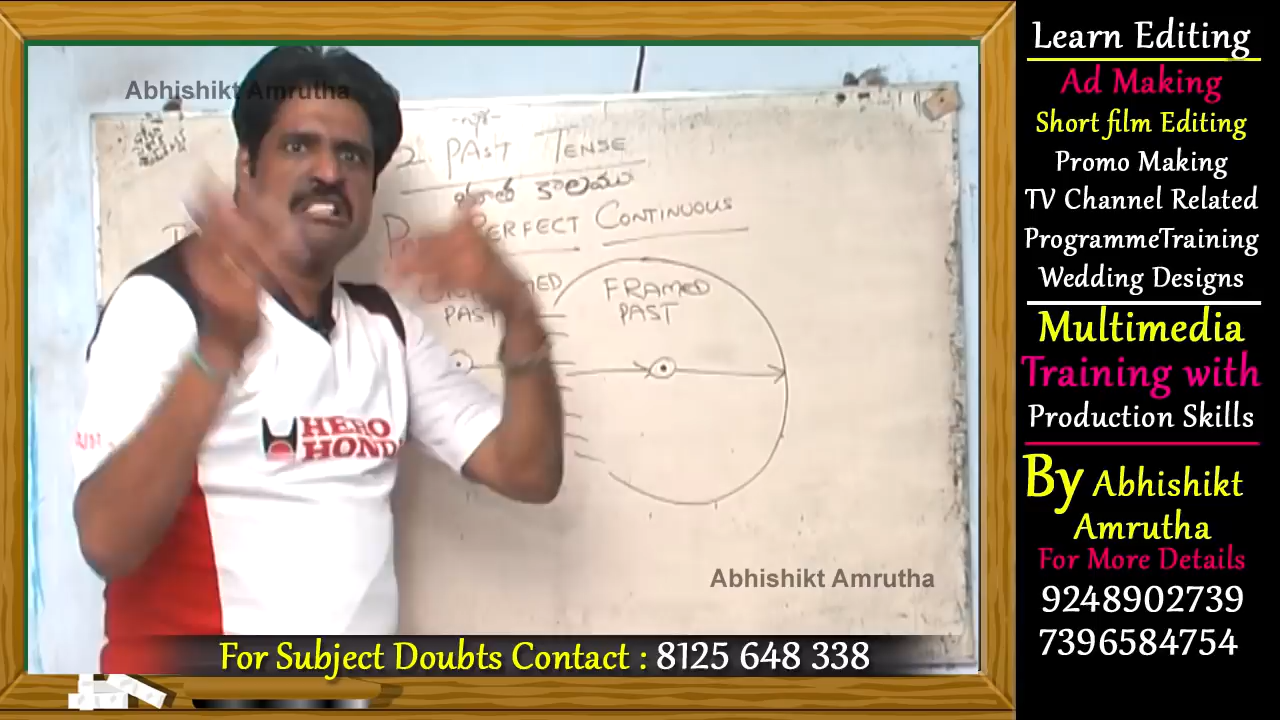 Abhishikt Amrutha
2. PAST TENSE
భూత కాలము
PERFECT CONTINUOUS
FRAMED
PAST
PAST
HERO
HONDA
Abhishikt Amrutha
For Subject Doubts Contact : 8125 648 338
Learn Editing
Ad Making
Short film Editing
Promo Making
TV Channel Related
ProgrammeTraining
Wedding Designs
Multimedia
Training with
Production Skills
By Abhishikt
Amrutha
For More Details
9248902739
7396584754